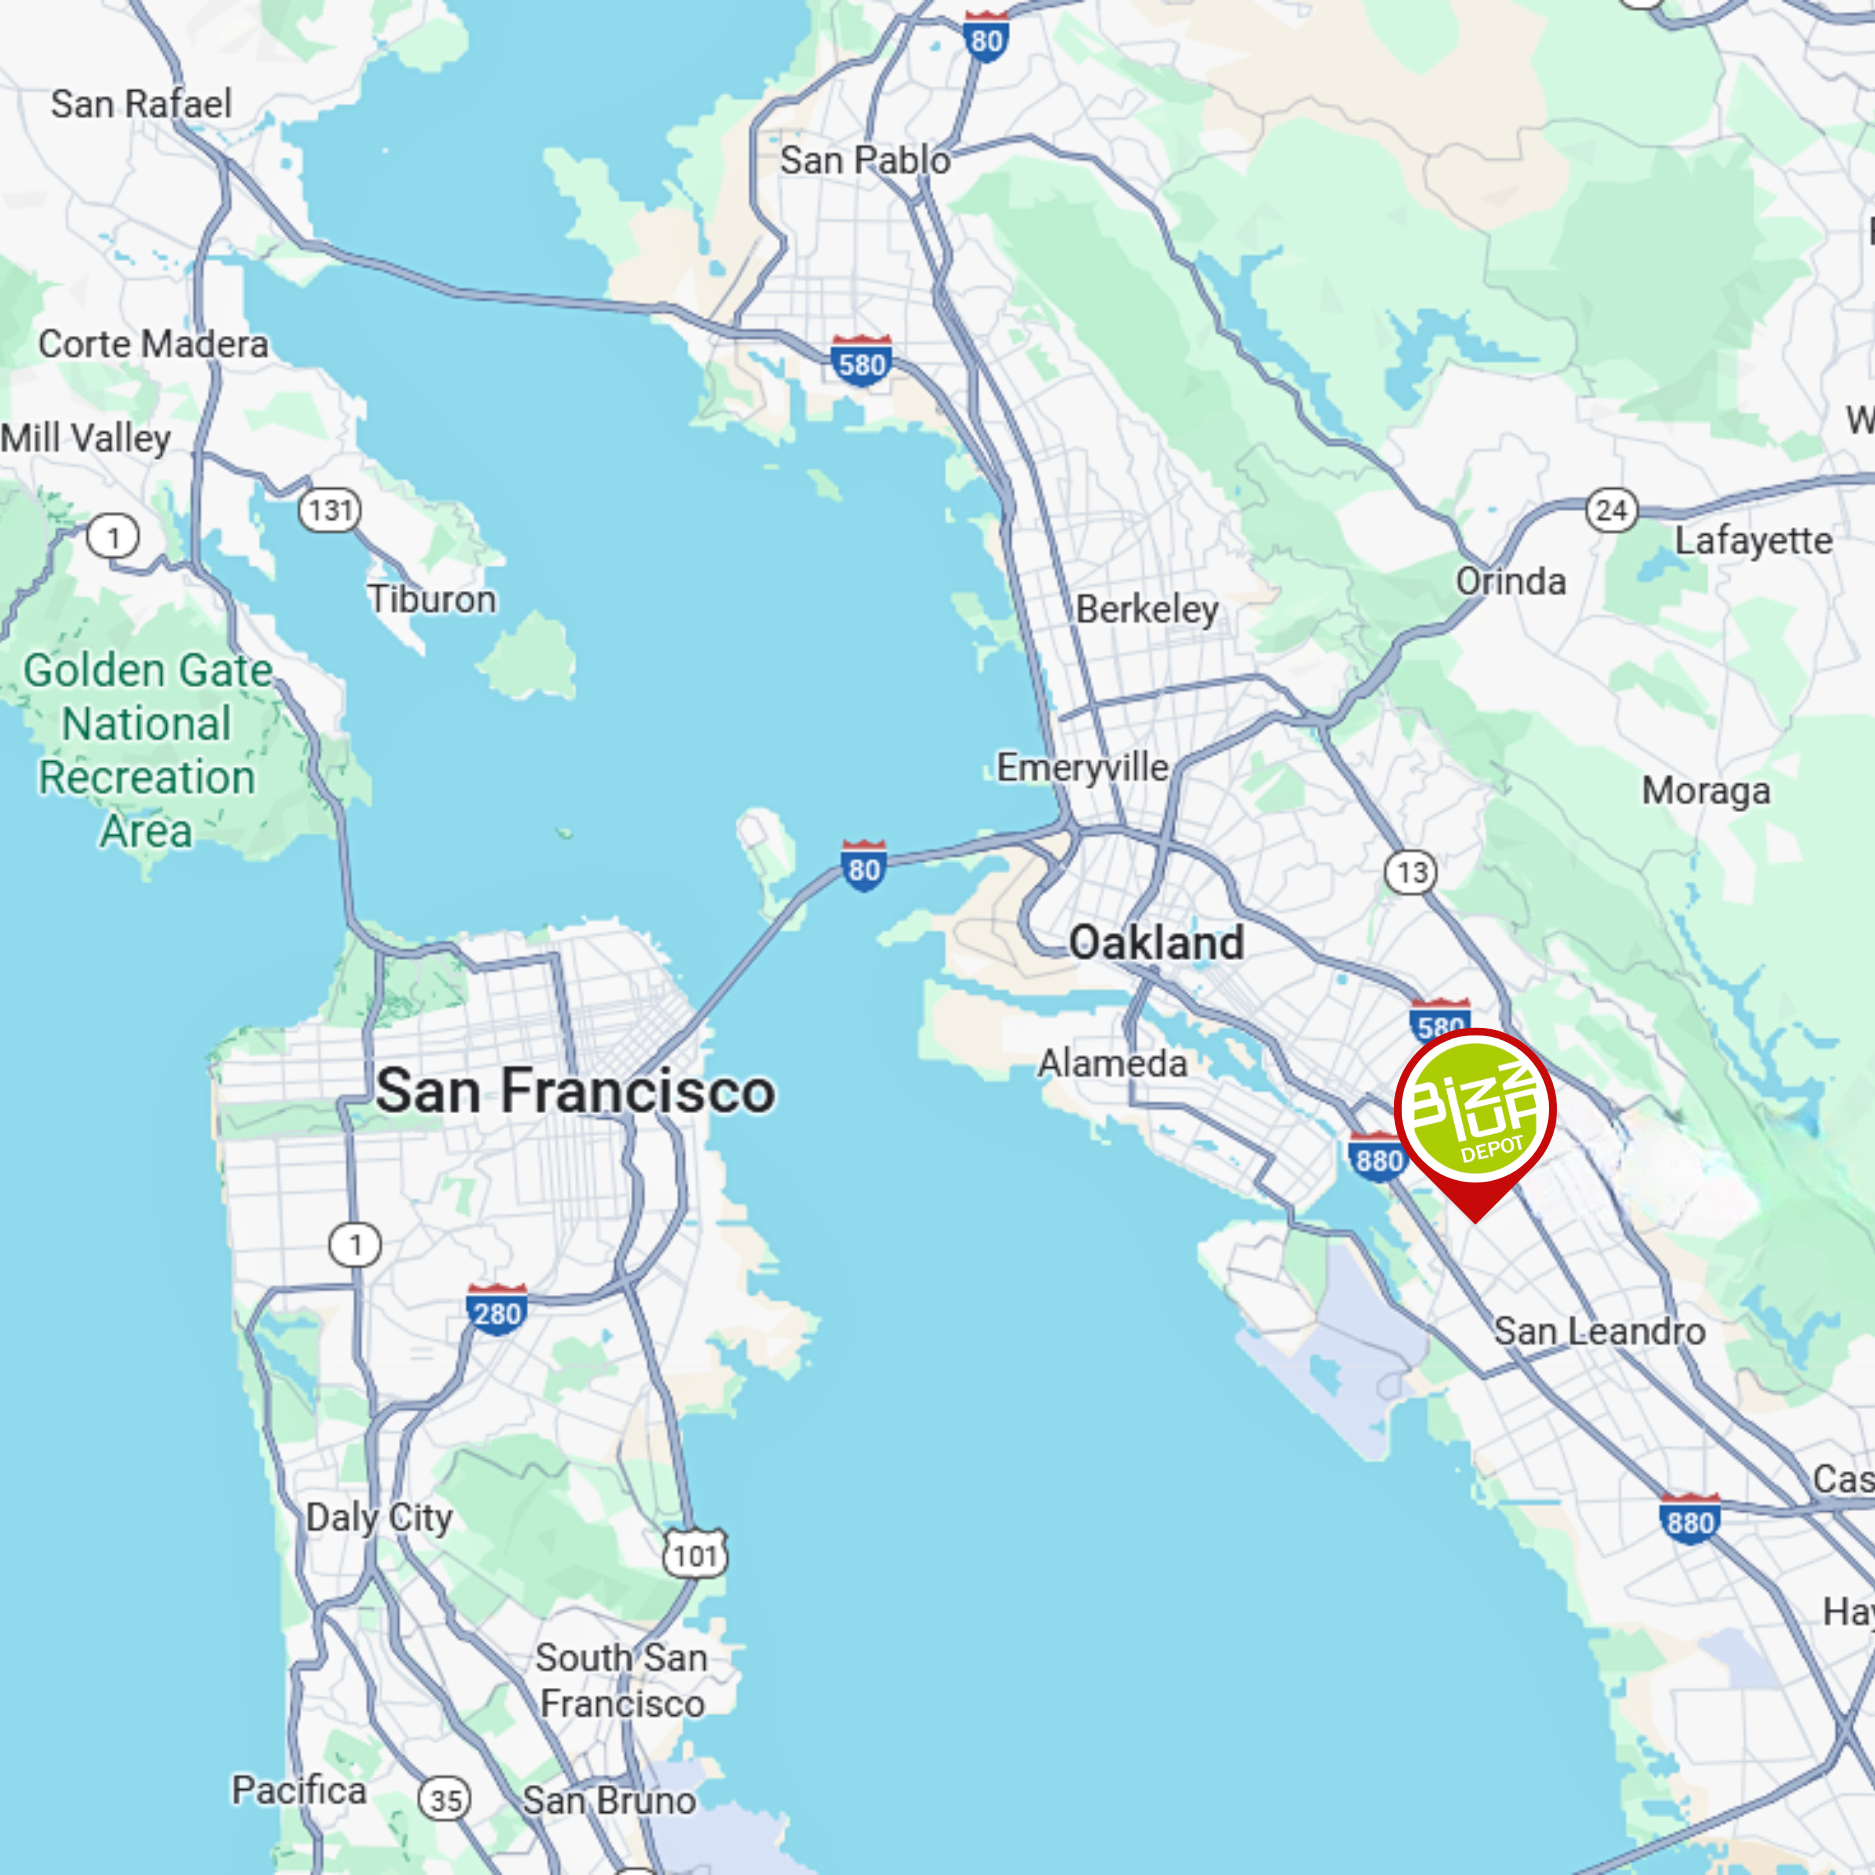 80
San Rafael
San Pablo
Corte Madera
580
Mill Valley
131
1
24
Lafayette
Orinda
Tiburon
Berkeley
Golden Gate
National
Recreation
Area
Emeryville
Moraga
80
13
Oakland
580
Alameda
San Francisco
BizznizzUp
DEPOT
880
1
280
San Leandro
Cas
Daly City
880
101
Hay
South San
Francisco
Pacifica
35
San Bruno